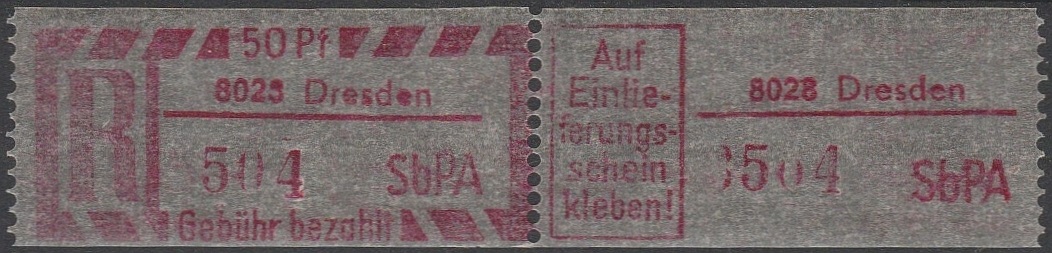 50 Pf
R
8028 Dresden
504
SbPA
Gebühr bezahlt
Auf
Einlie-
ferungs-
schein
kleben!
8028 Dresden
504
SbPA